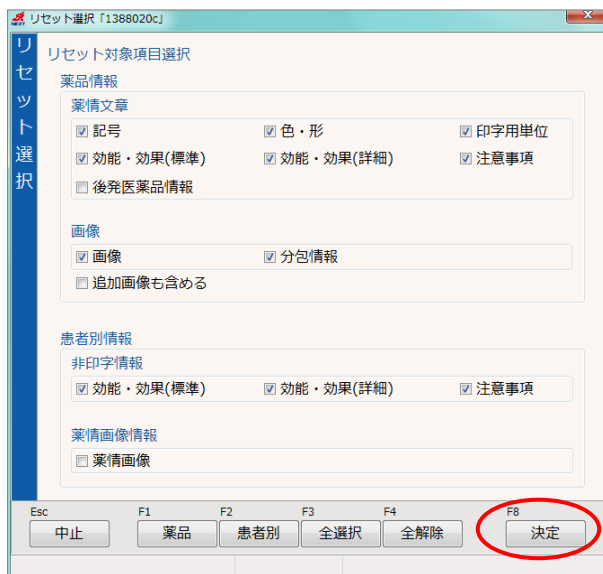 NEXT リセット選択「1388020c」
リセット選択
リセット対象項目選択
薬品情報
薬情文章
記号 色・形 印字用単位
効能・効果(標準) 効能・効果(詳細) 注意事項
後発医薬品情報
画像
画像 分包情報
追加画像も含める
患者別情報
非印字情報
効能・効果(標準) 効能・効果(詳細) 注意事項
薬情画像情報
薬情画像
Esc F1 F2 F3 F4 F8
中止 薬品 患者別 全選択 全解除 決定